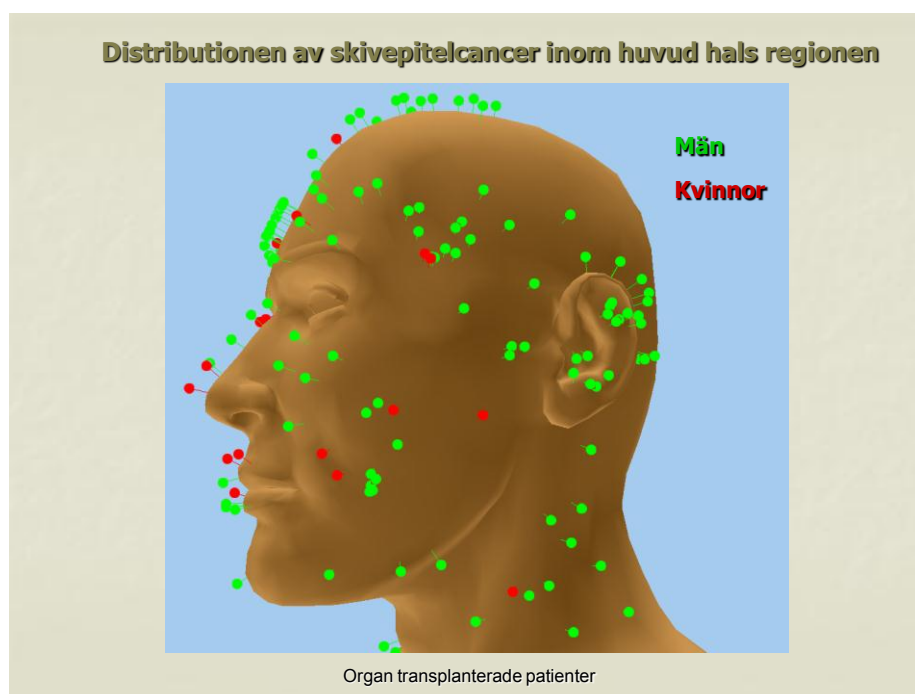 Distributionen av skivepitelcancer inom huvud hals regionen
Män
Kvinnor
Organ transplanterade patienter